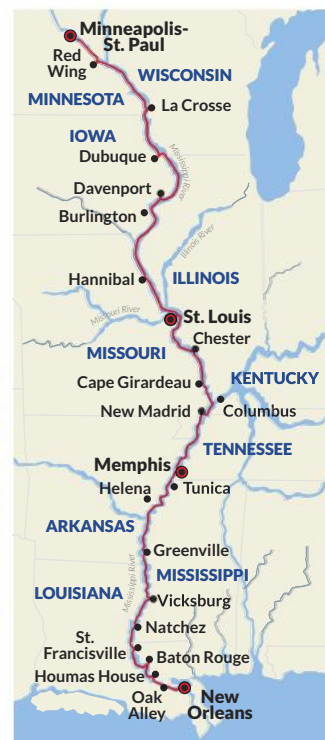 Minneapolis-
St. Paul
Red
Wing
WISCONSIN
MINNESOTA
La Crosse
IOWA
Mississippi River
Dubuque
Davenport
Burlington
Illinois River
Hannibal
ILLINOIS
Missouri River
St. Louis
Chester
MISSOURI
Cape Girardeau
KENTUCKY
New Madrid
Columbus
TENNESSEE
Memphis
Helena
Tunica
ARKANSAS
Greenville
Mississippi River
MISSISSIPPI
LOUISIANA
Vicksburg
Natchez
St.
Francisville
Baton Rouge
Houmas House
Oak
Alley
New
Orleans